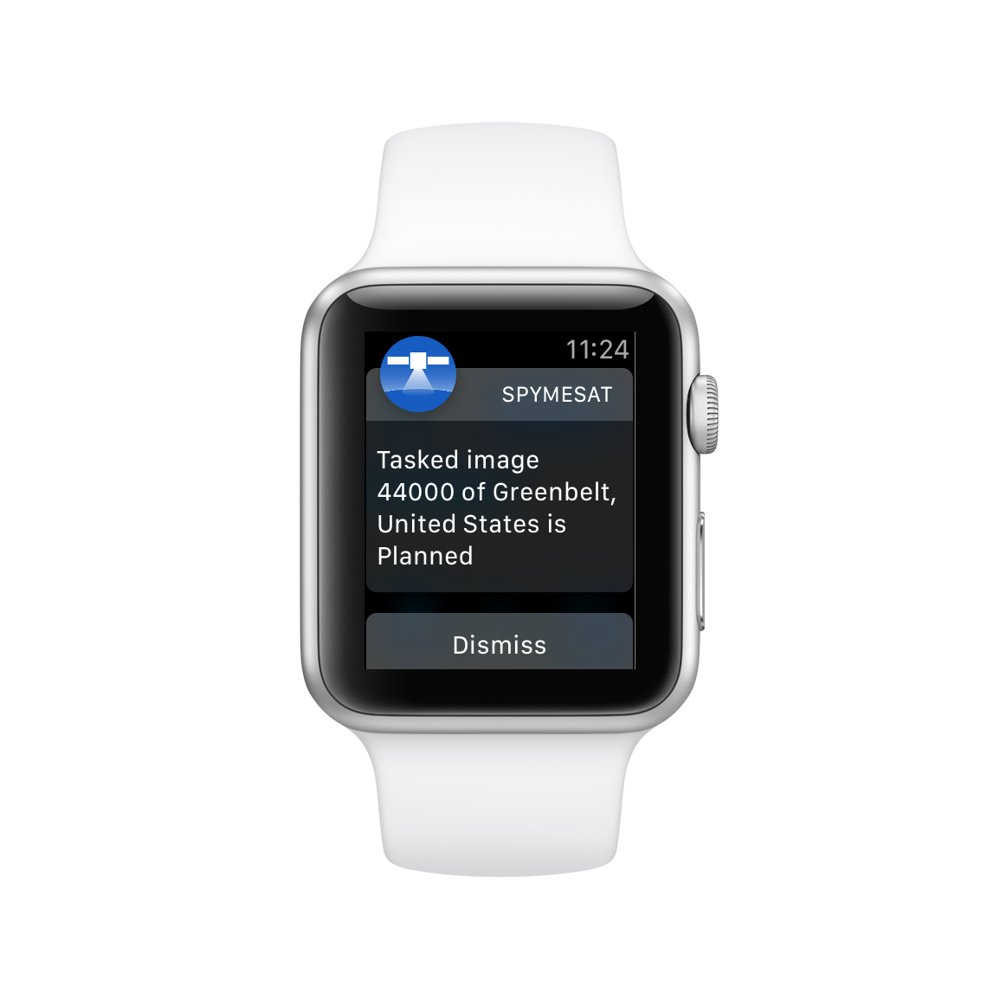 11:24
SPYMESAT
Tasked image
44000 of Greenbelt,
United States is
Planned
Dismiss